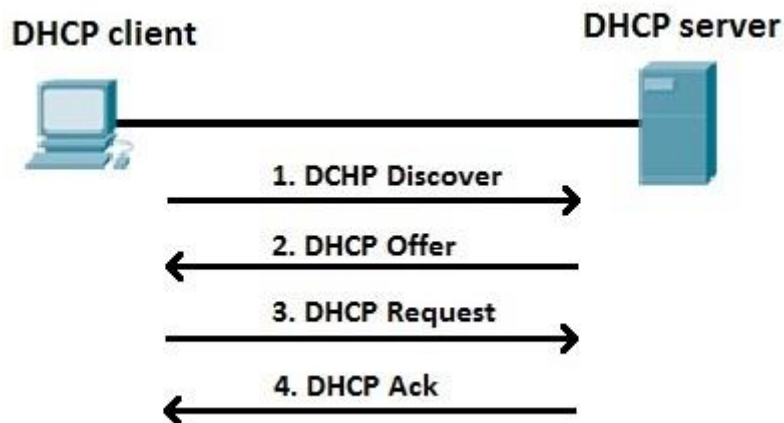 DHCP client
DHCP server
1. DCHP Discover
2. DHCP Offer
3. DHCP Request
4. DHCP Ack